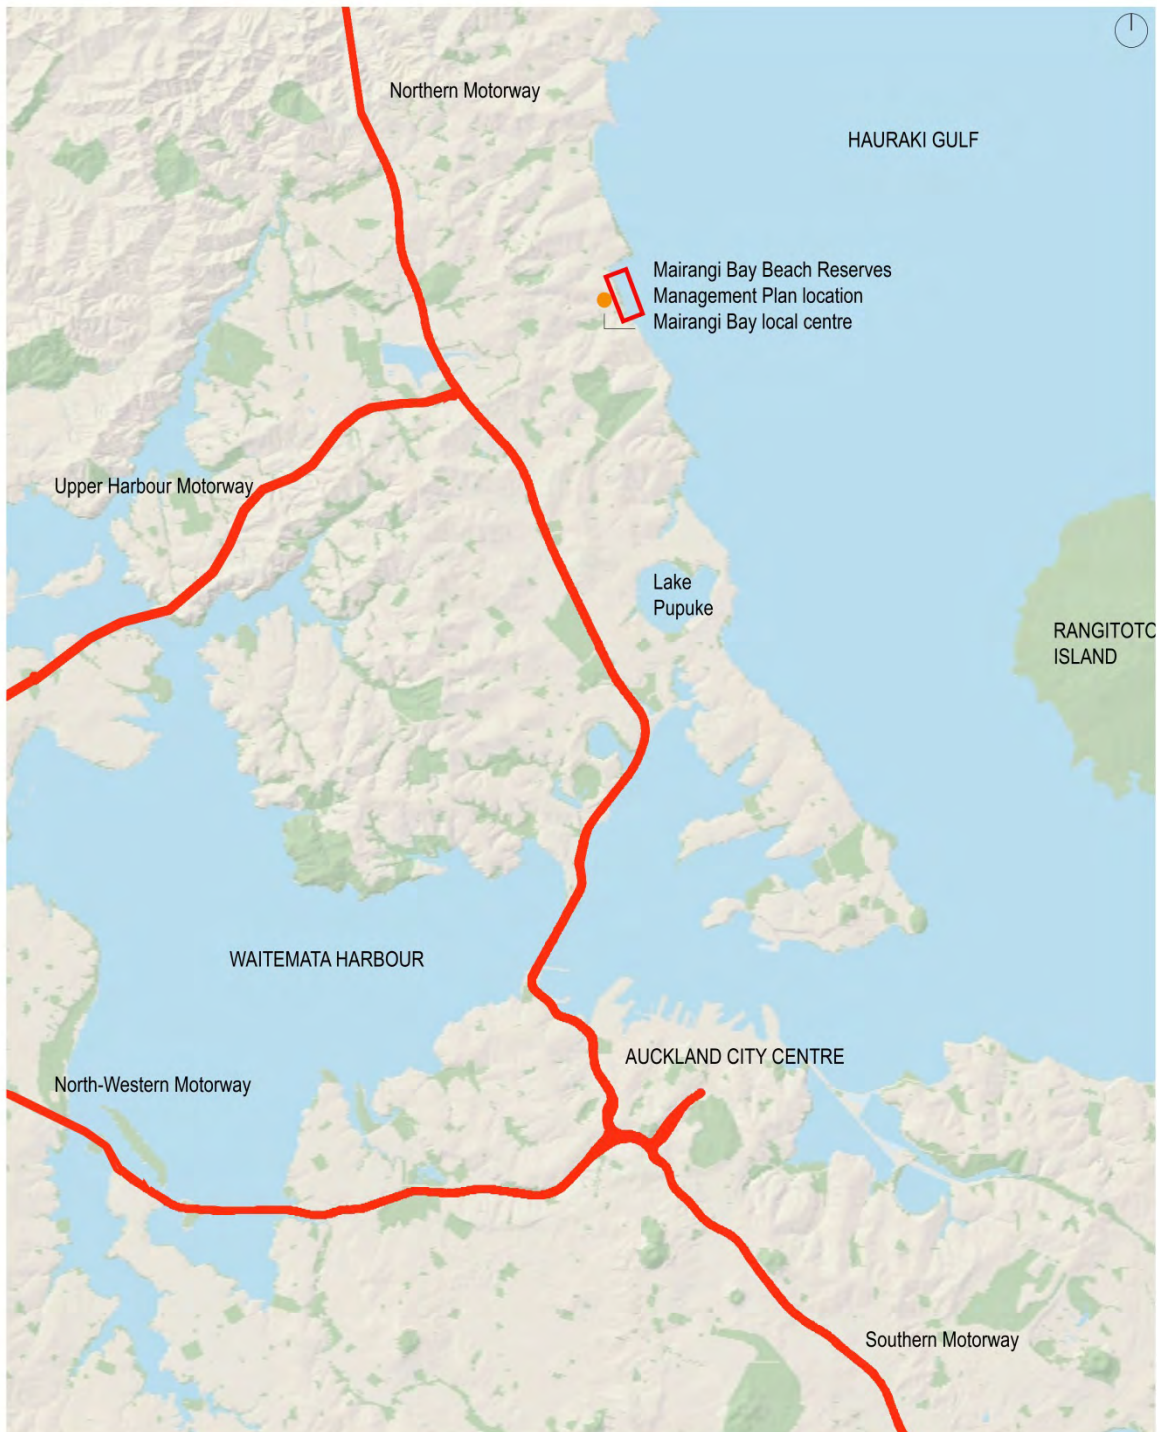 Northern Motorway
HAURAKI GULF
Mairangi Bay Beach Reserves
Management Plan location
Mairangi Bay local centre
Upper Harbour Motorway
Lake
Pupuke
RANGITOTO
ISLAND
WAITEMATA HARBOUR
AUCKLAND CITY CENTRE
North-Western Motorway
Southern Motorway